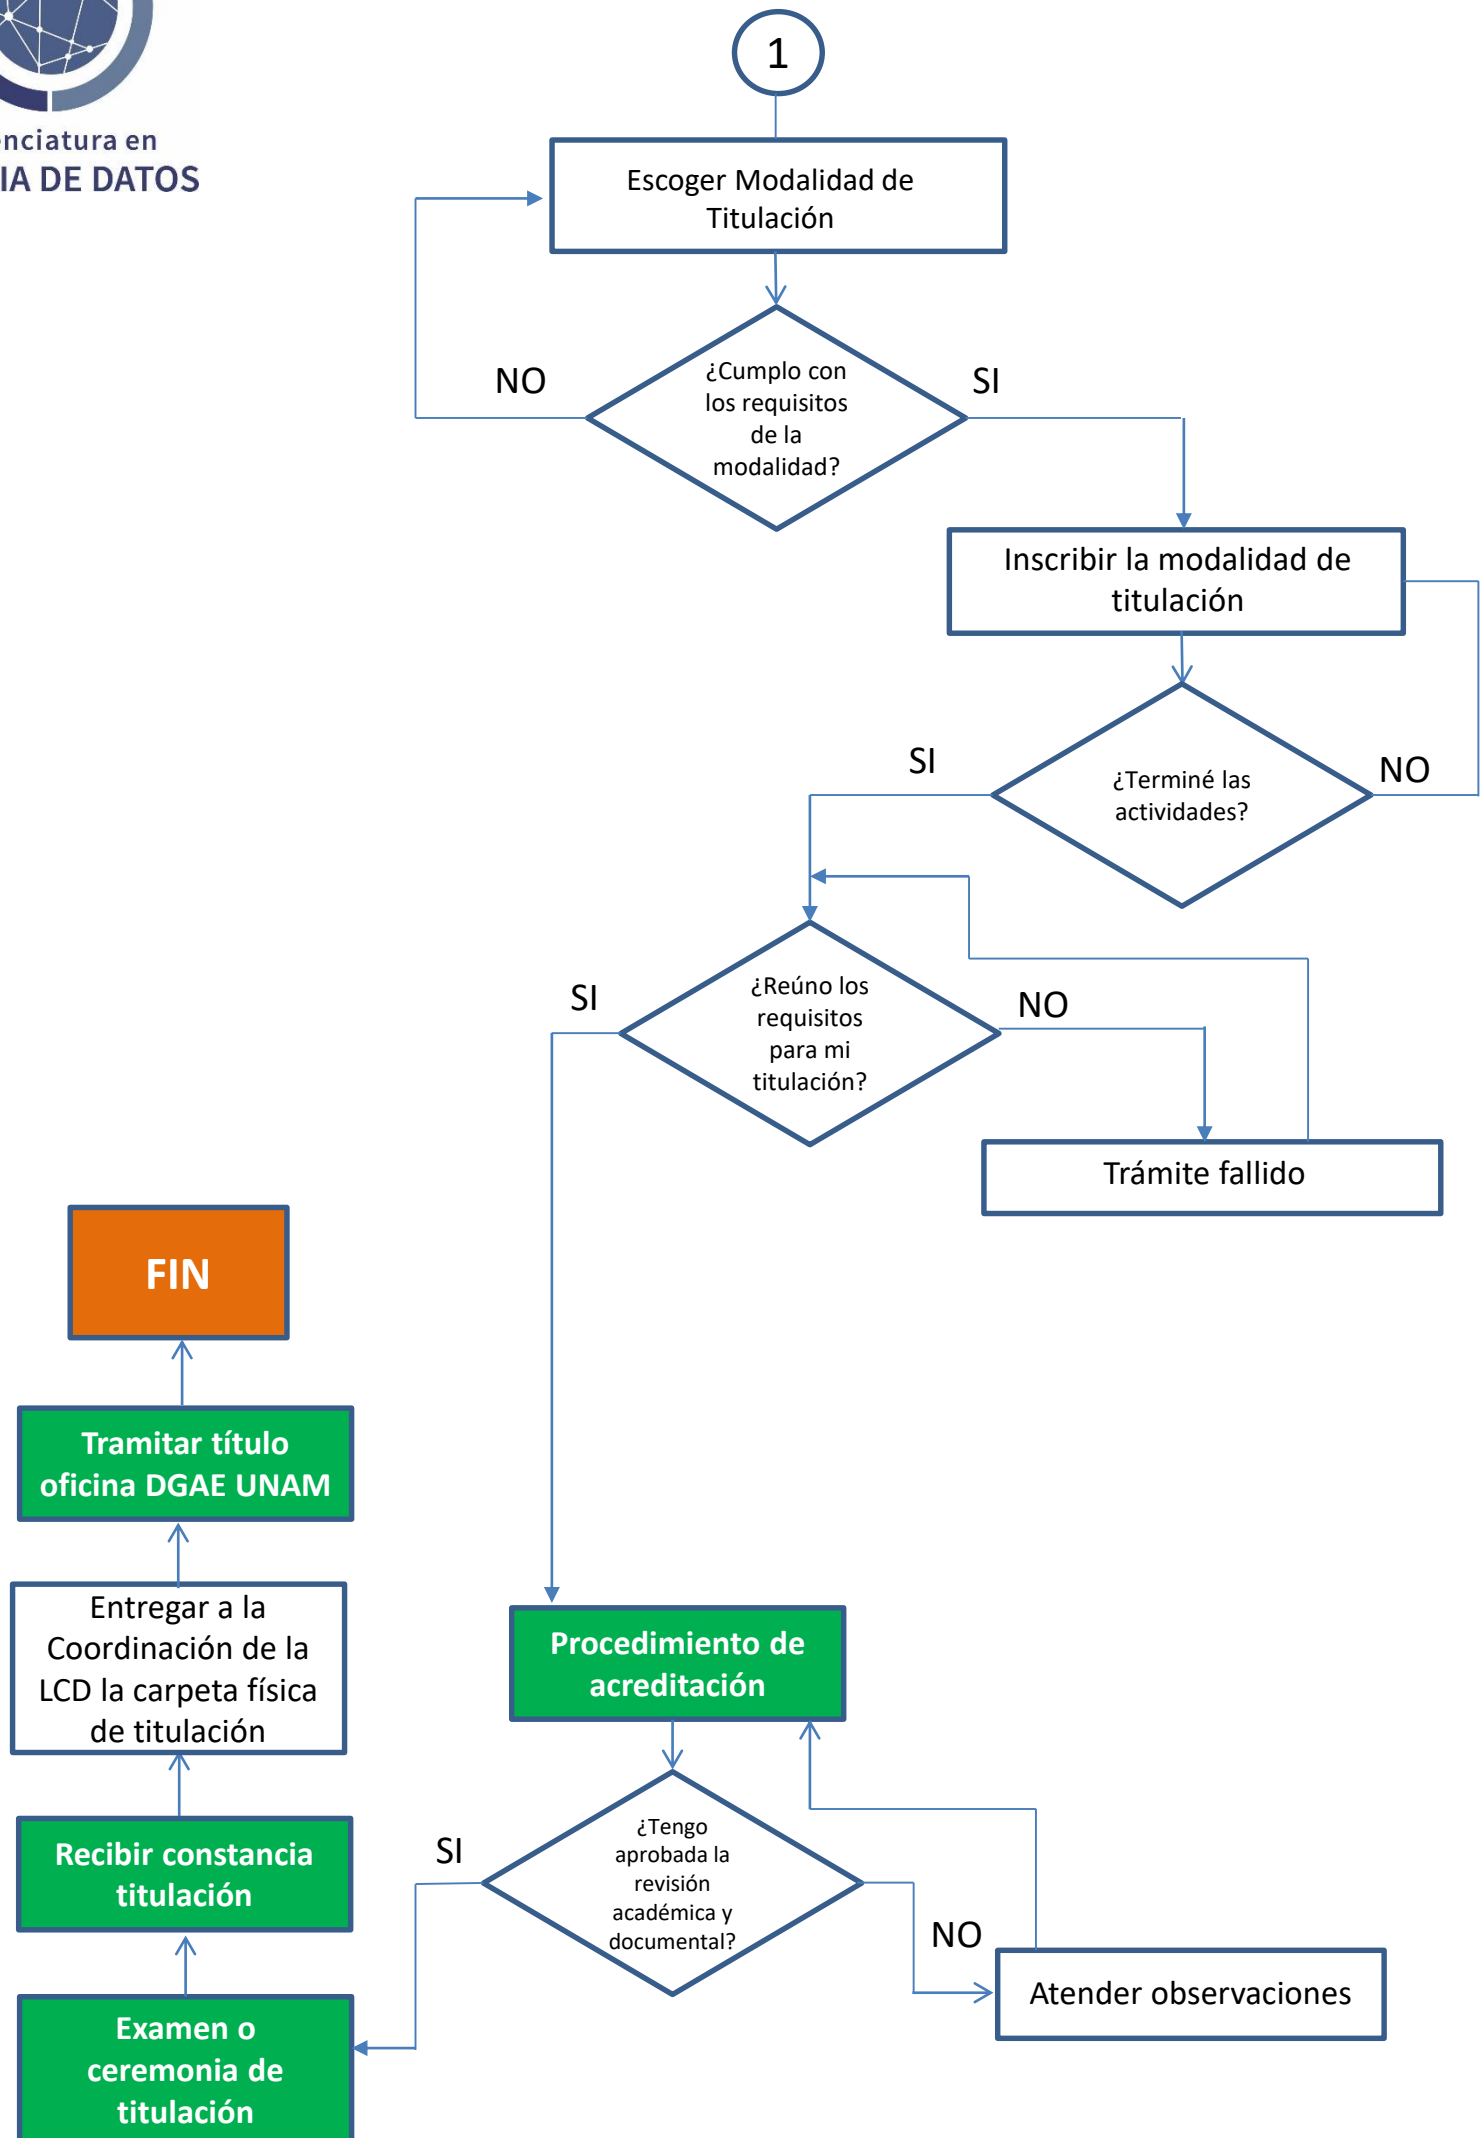 enciatura en
IA DE DATOS
1
Escoger Modalidad de
Titulación
NO
¿Cumplo con
los requisitos
de la
modalidad?
SI
Inscribir la modalidad de
titulación
SI
¿Terminé las
actividades?
NO
SI
¿Reúno los
requisitos
para mi
titulación?
NO
Trámite fallido
FIN
Tramitar título
oficina DGAE UNAM
Entregar a la
Coordinación de la
LCD la carpeta física
de titulación
Procedimiento de
acreditación
Recibir constancia
titulación
SI
¿Tengo
aprobada la
revisión
académica y
documental?
NO
Atender observaciones
Examen o
ceremonia de
titulación